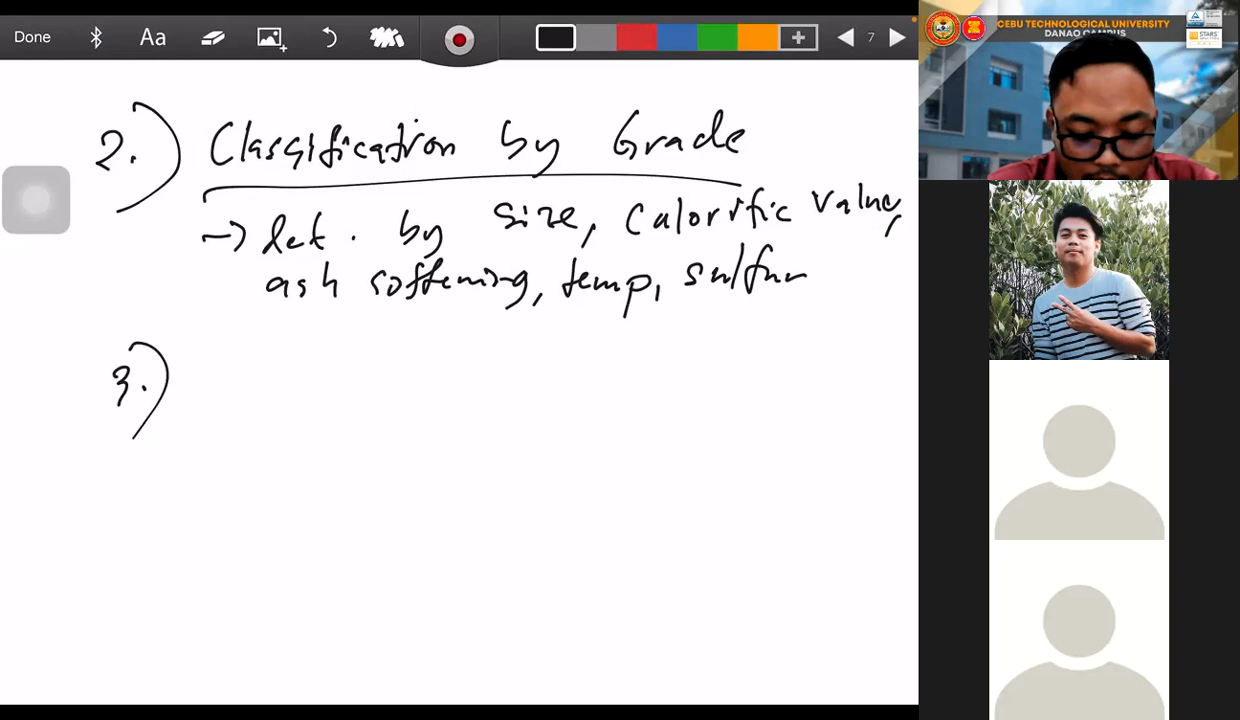 Done
Aa
7
CEBU TECHNOLOGICAL UNIVERSITY
DANAO CAMPUS
STARS
2.) Classification by Grade
→ det. by size, Calorific value,
ash softening, temp, sulfur
3.)